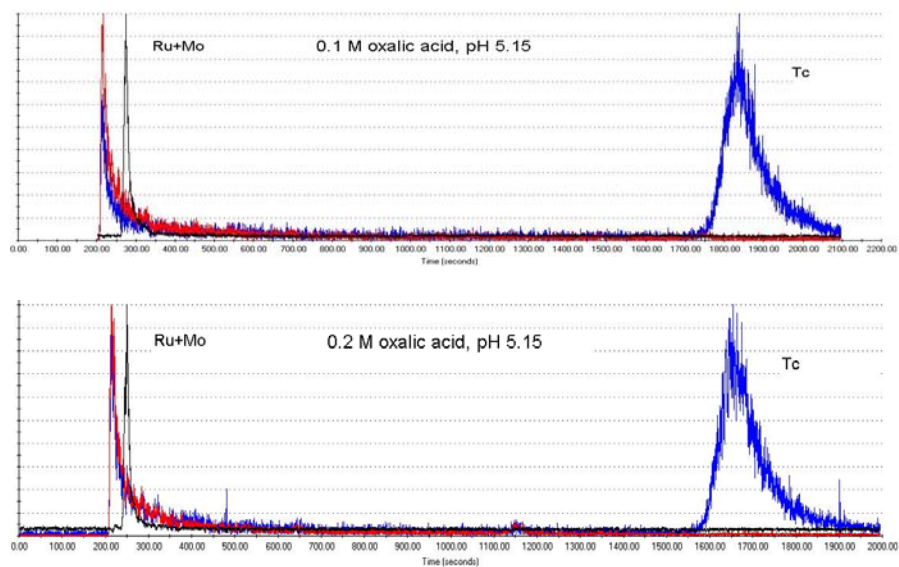 Ru+Mo
0.1 M oxalic acid, pH 5.15
Tc
0.00 100.00 200.00 300.00 400.00 500.00 600.00 700.00 800.00 900.00 1000.00 1100.00 1200.00 1300.00 1400.00 1500.00 1600.00 1700.00 1800.00 1900.00 2000.00 2100.00 2200.00
Time (seconds)
Ru+Mo
0.2 M oxalic acid, pH 5.15
Tc
0.00 100.00 200.00 300.00 400.00 500.00 600.00 700.00 800.00 900.00 1000.00 1100.00 1200.00 1300.00 1400.00 1500.00 1600.00 1700.00 1800.00 1900.00 2000.00
Time (seconds)